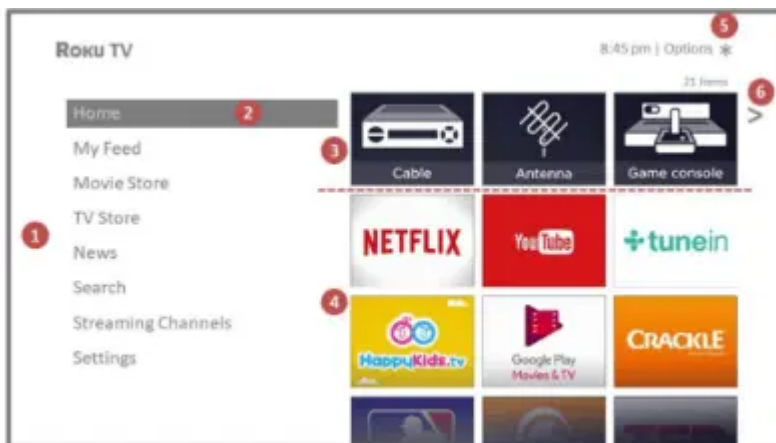 5
ROKU TV
8:45 pm | Options *
21 Items
6
>
Home 2
My Feed
Movie Store
1
TV Store
News
Search
Streaming Channels
Settings
3
Cable
Antenna
Game console
NETFLIX
YouTube
tunein
4
HappyKids.tv
Google Play
Movies & TV
CRACKLE